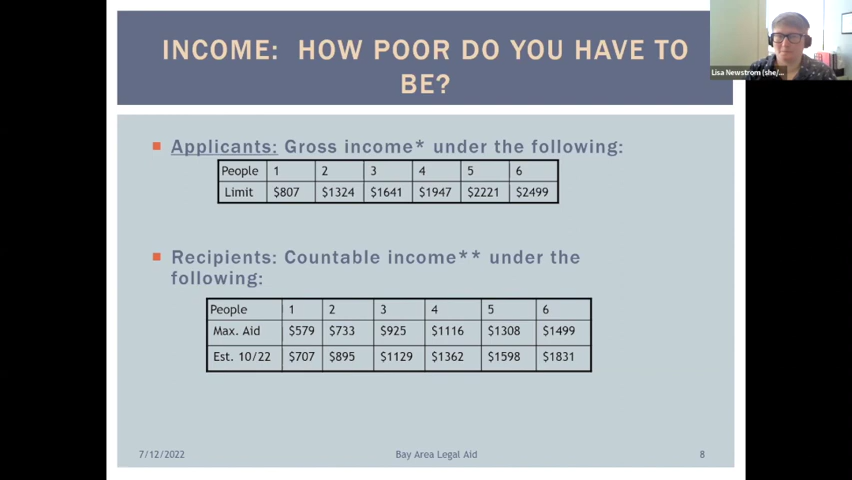 INCOME: HOW POOR DO YOU HAVE TO
BE?
Lisa Newstrom (she/...
Applicants: Gross income* under the following:
People 1 2 3 4 5 6
Limit $807 $1324 $1641 $1947 $2221 $2499
Recipients: Countable income** under the
following:
People 1 2 3 4 5 6
Max. Aid $579 $733 $925 $1116 $1308 $1499
Est. 10/22 $707 $895 $1129 $1362 $1598 $1831
7/12/2022 Bay Area Legal Aid 8